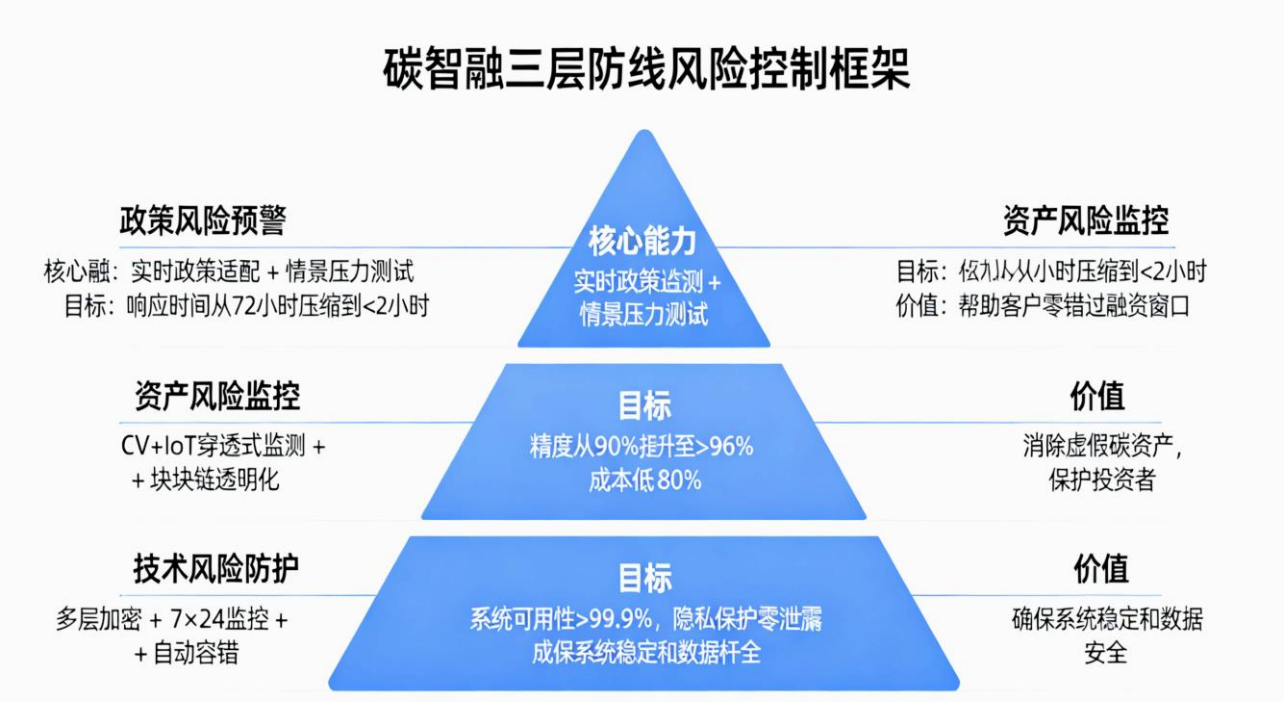 碳智融三层防线风险控制框架
政策风险预警
核心融：实时政策适配 + 情景压力测试
目标：响应时间从72小时压缩到<2小时
核心能力
实时政策监测 +
情景压力测试
资产风险监控
目标：从小时压缩到<2小时
价值：帮助客户零错过融资窗口
资产风险监控
CV+IoT穿透式监测 +
+ 块块链透明化
目标
精度从90%提升至>96%
成本低 80%
价值
消除虚假碳资产，
保护投资者
技术风险防护
多层加密 + 7×24监控 +
+ 自动容错
目标
系统可用性>99.9%，隐私保护零泄露
成保系统稳定和数据杆全
价值
确保系统稳定和数据
安全